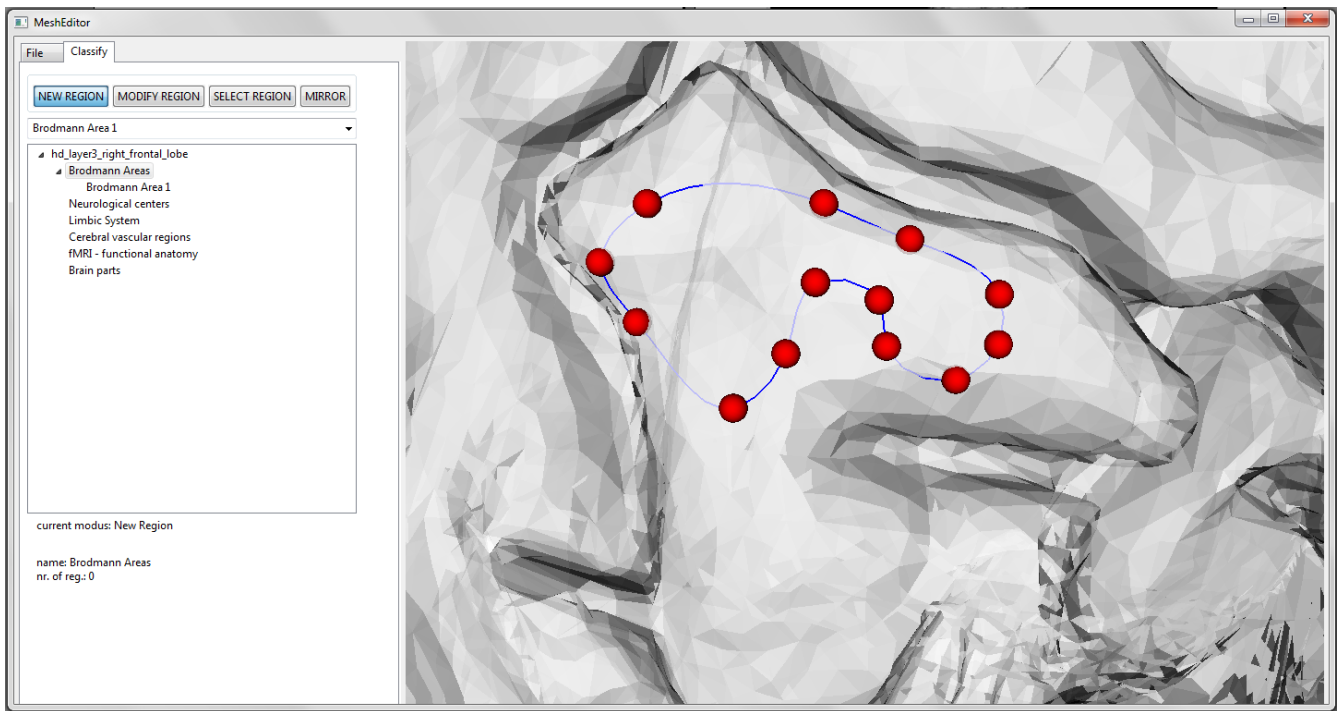 MeshEditor
File Classify
NEW REGION MODIFY REGION SELECT REGION MIRROR
Brodmann Area 1
hd_layer3_right_frontal_lobe
Brodmann Areas
Brodmann Area 1
Neurological centers
Limbic System
Cerebral vascular regions
fMRI - functional anatomy
Brain parts
current modus: New Region
name: Brodmann Areas
nr. of reg.: 0